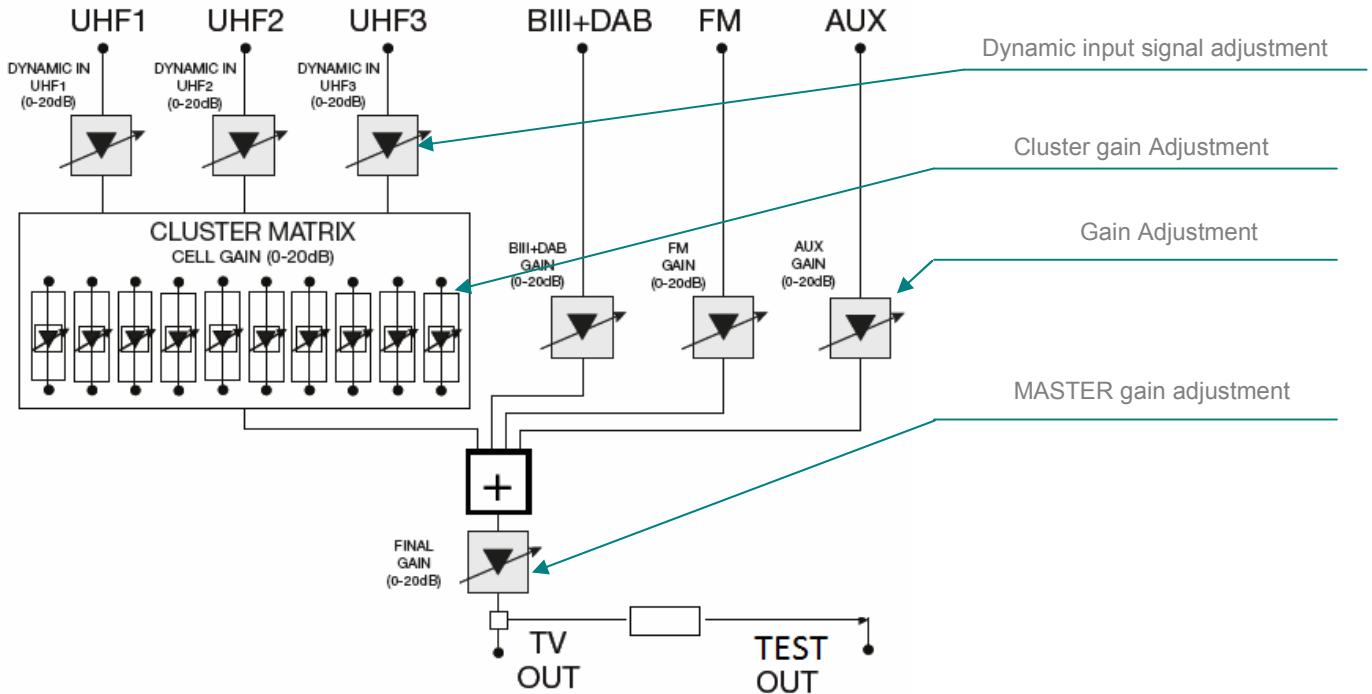 UHF1
UHF2
UHF3
BIII+DAB
FM
AUX
Dynamic input signal adjustment
DYNAMIC IN
UHF1
(0-20dB)
DYNAMIC IN
UHF2
(0-20dB)
DYNAMIC IN
UHF3
(0-20dB)
Cluster gain Adjustment
CLUSTER MATRIX
CELL GAIN (0-20dB)
BIII+DAB
GAIN
(0-20dB)
FM
GAIN
(0-20dB)
AUX
GAIN
(0-20dB)
Gain Adjustment
MASTER gain adjustment
+
FINAL
GAIN
(0-20dB)
TV
OUT
TEST
OUT